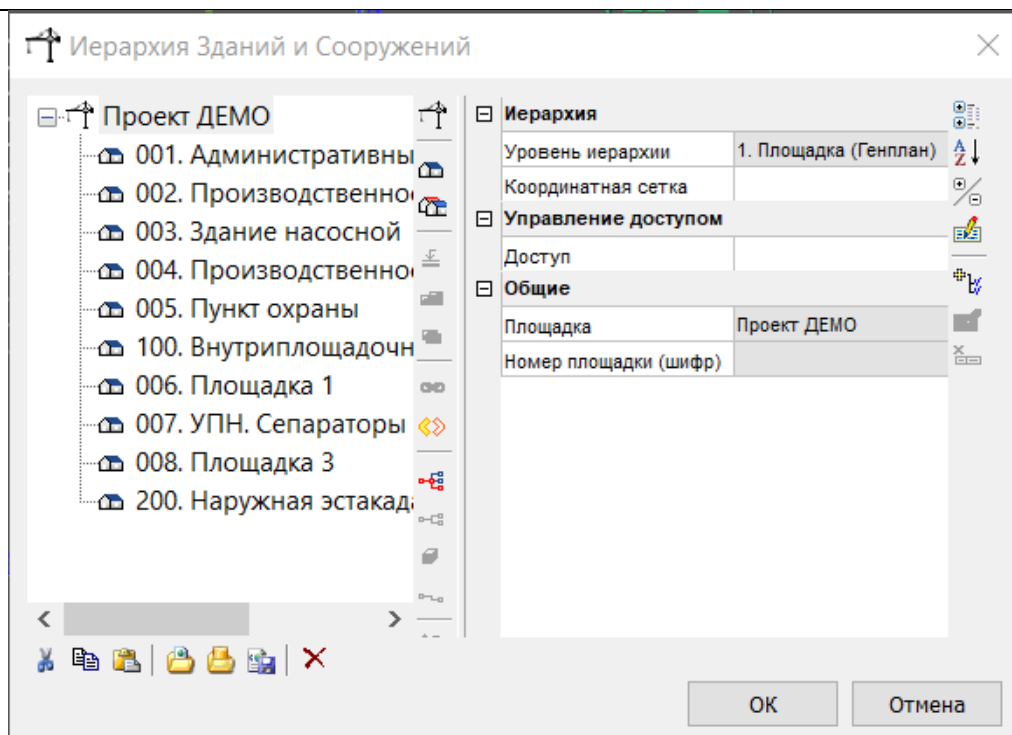 Иерархия Зданий и Сооружений
Проект ДЕМО
001. Административны
002. Производственно
003. Здание насосной
004. Производственно
005. Пункт охраны
100. Внутриплощадочн
006. Площадка 1
007. УПН. Сепараторы
008. Площадка 3
200. Наружная эстакад
Иерархия
Уровень иерархии 1. Площадка (Генплан)
Координатная сетка
Управление доступом
Доступ
Общие
Площадка Проект ДЕМО
Номер площадки (шифр)
ОК Отмена